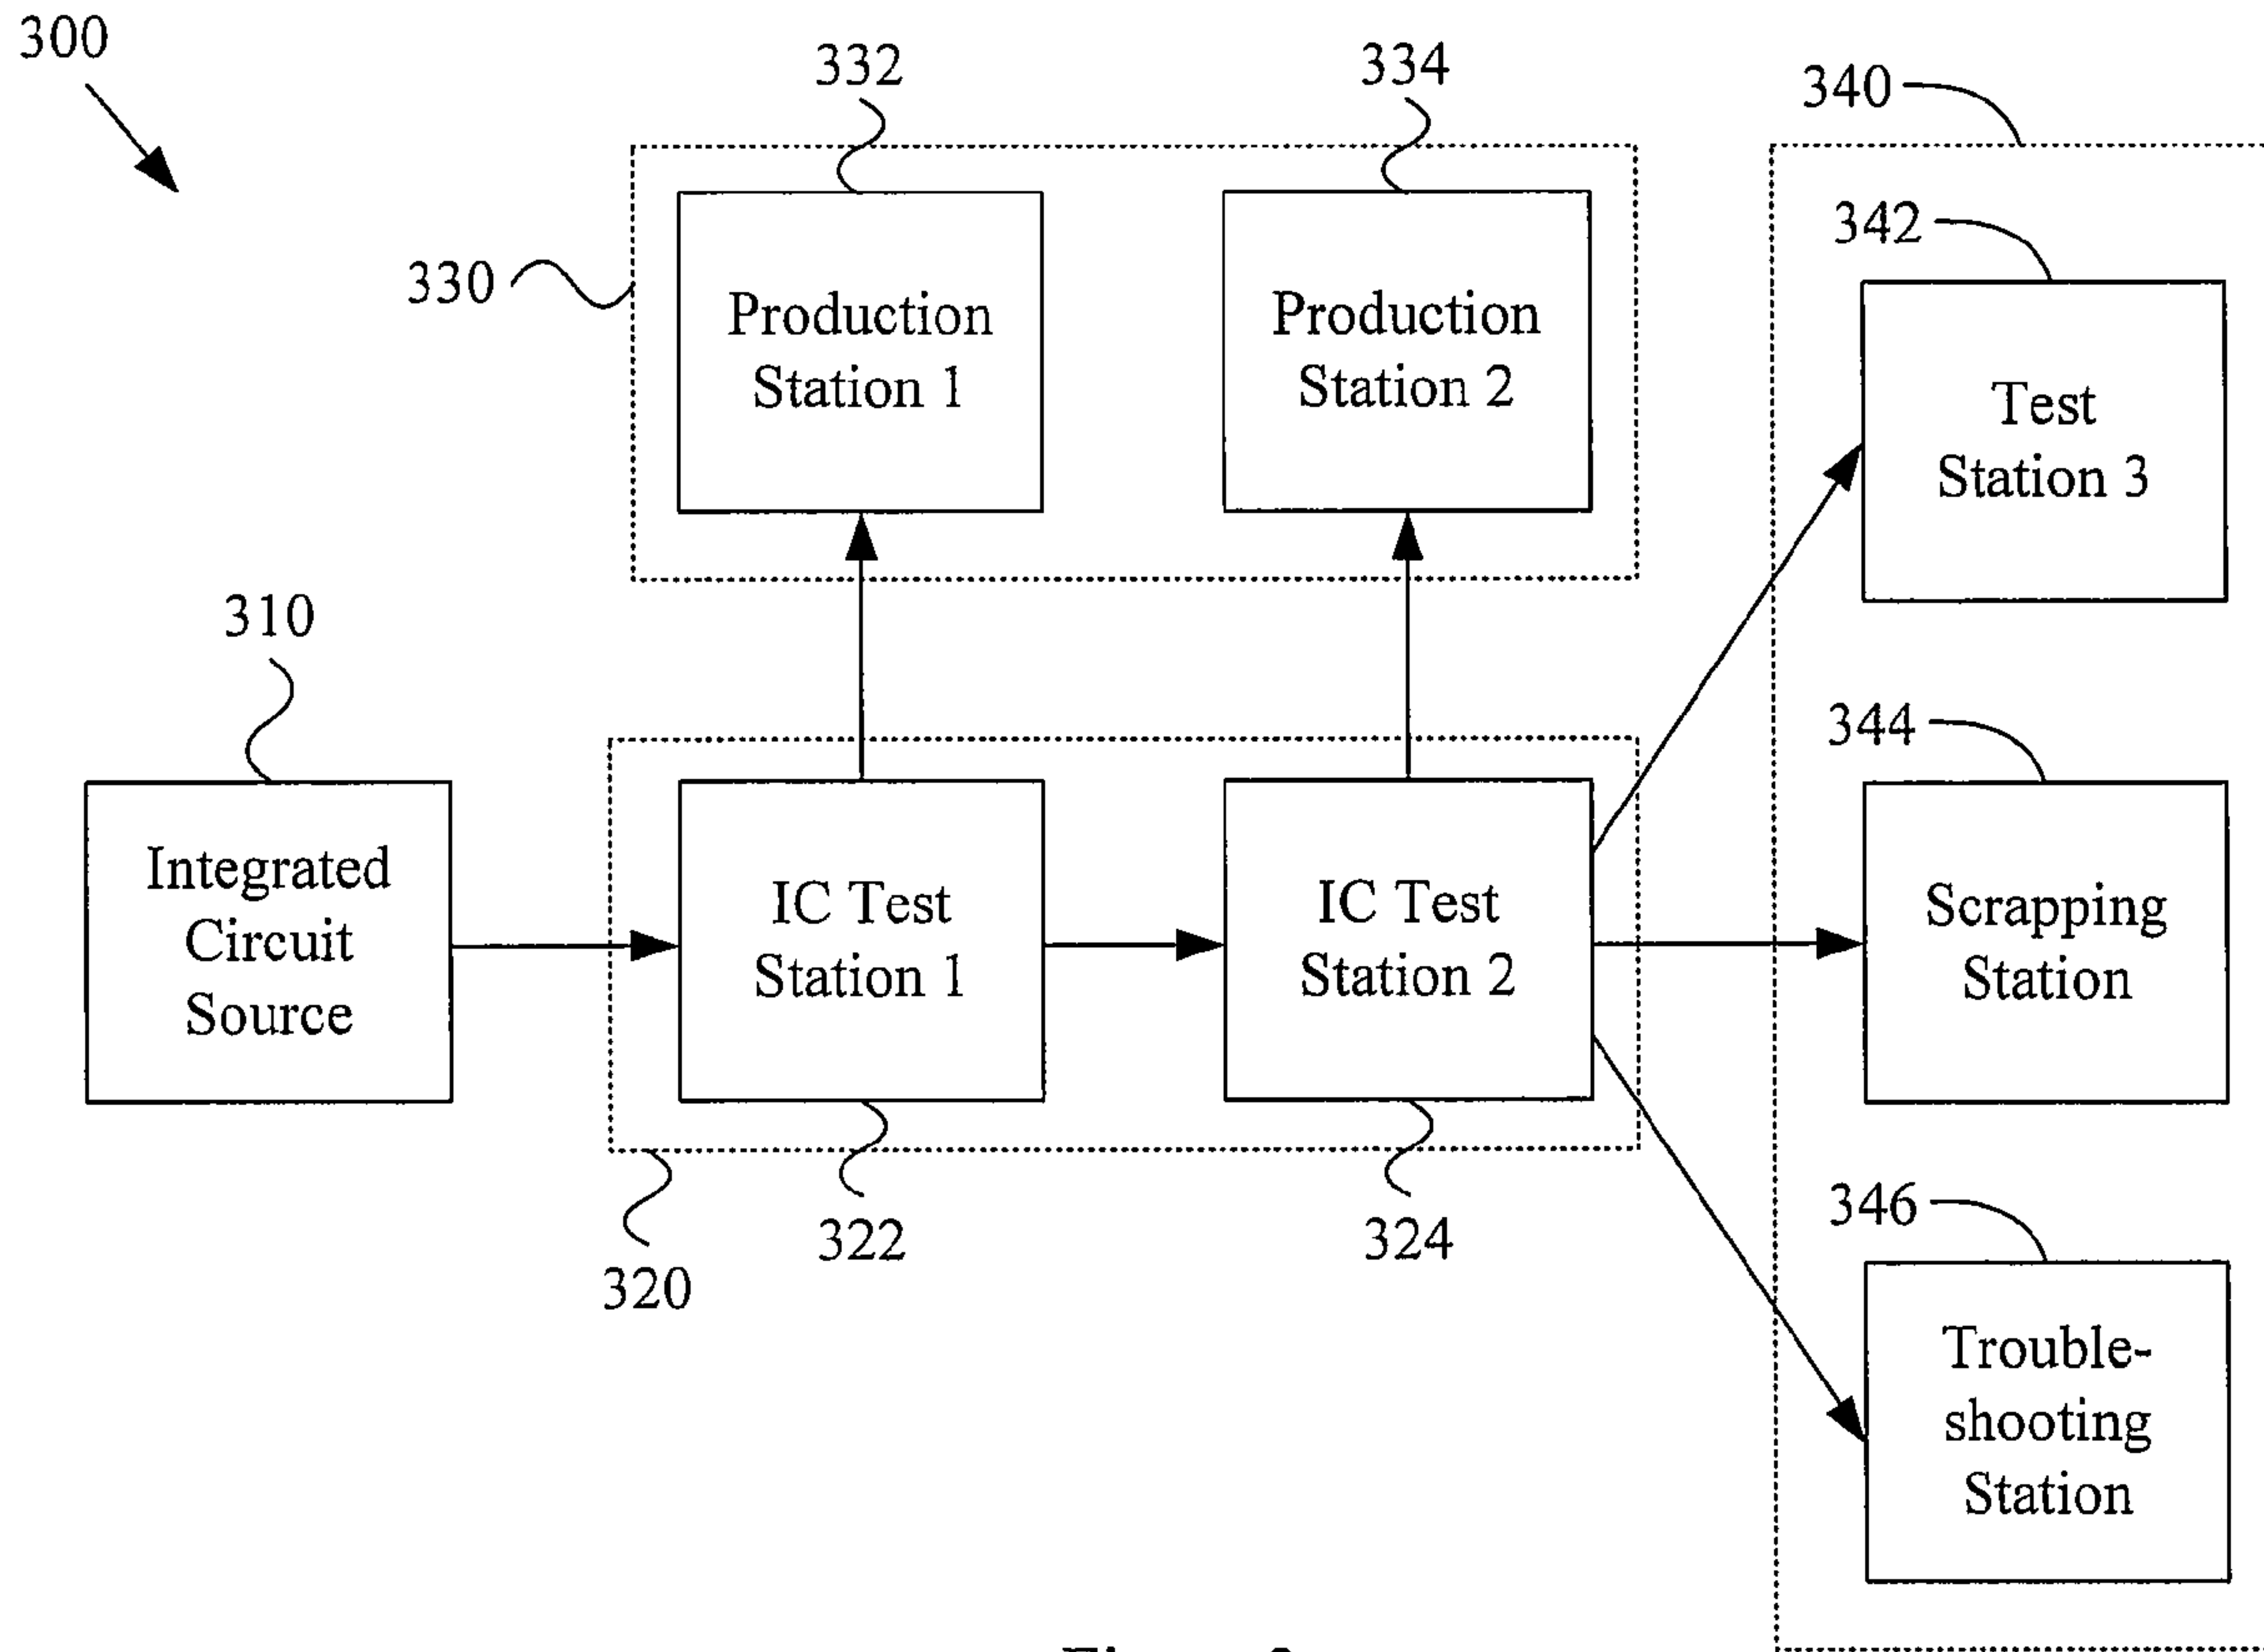 300
332
334
340
342
330
Production
Station 1
Production
Station 2
Test
Station 3
310
344
Integrated
Circuit
Source
IC Test
Station 1
IC Test
Station 2
Scrapping
Station
346
322
324
320
Trouble-
shooting
Station